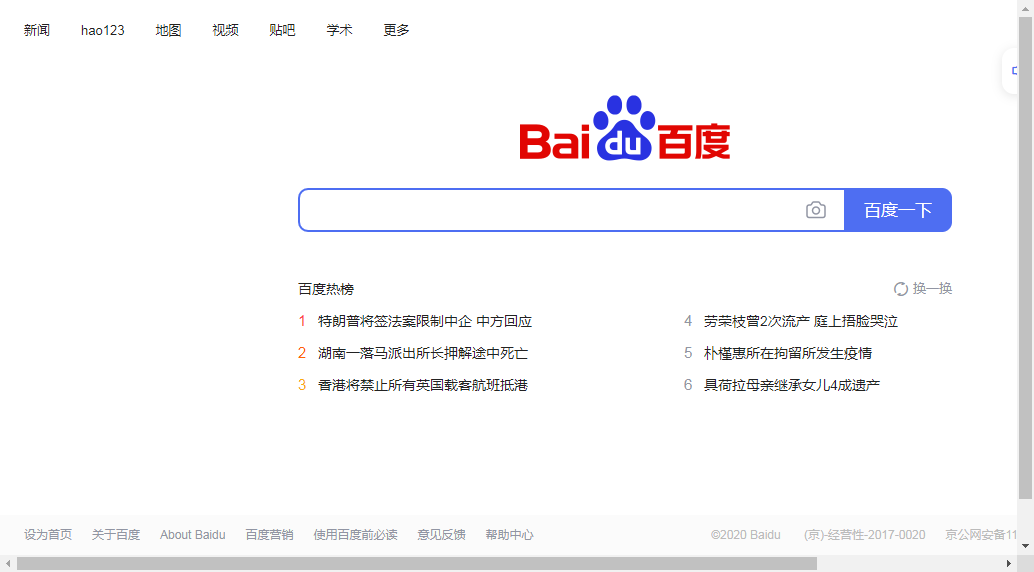 新闻 hao123 地图 视频 贴吧 学术 更多
Bai du 百度
百度一下
百度热榜 换一换
1 特朗普将签法案限制中企 中方回应
4 劳荣枝曾2次流产 庭上捂脸哭泣
2 湖南一落马派出所长押解途中死亡
5 朴槿惠所在拘留所发生疫情
3 香港将禁止所有英国载客航班抵港
6 具荷拉母亲继承女儿4成遗产
设为首页 关于百度 About Baidu 百度营销 使用百度前必读 意见反馈 帮助中心 ©2020 Baidu (京)-经营性-2017-0020 京公网安备11